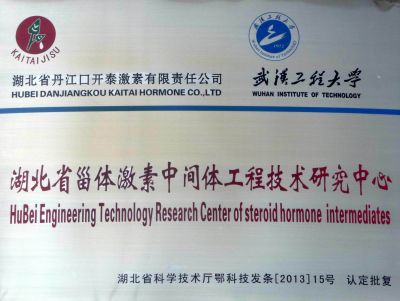 KAITAIJISU
1972
湖北省丹江口开泰激素有限责任公司
HUBEI DANJIANGKOU KAITAI HORMONE CO.,LTD
武汉工程大学
WUHAN INSTITUTE OF TECHNOLOGY
湖北省甾体激素中间体工程技术研究中心
HuBei Engineering Technology Research Center of steroid hormone intermediates
湖北省科学技术厅鄂科技发条[2013]15号 认定批复